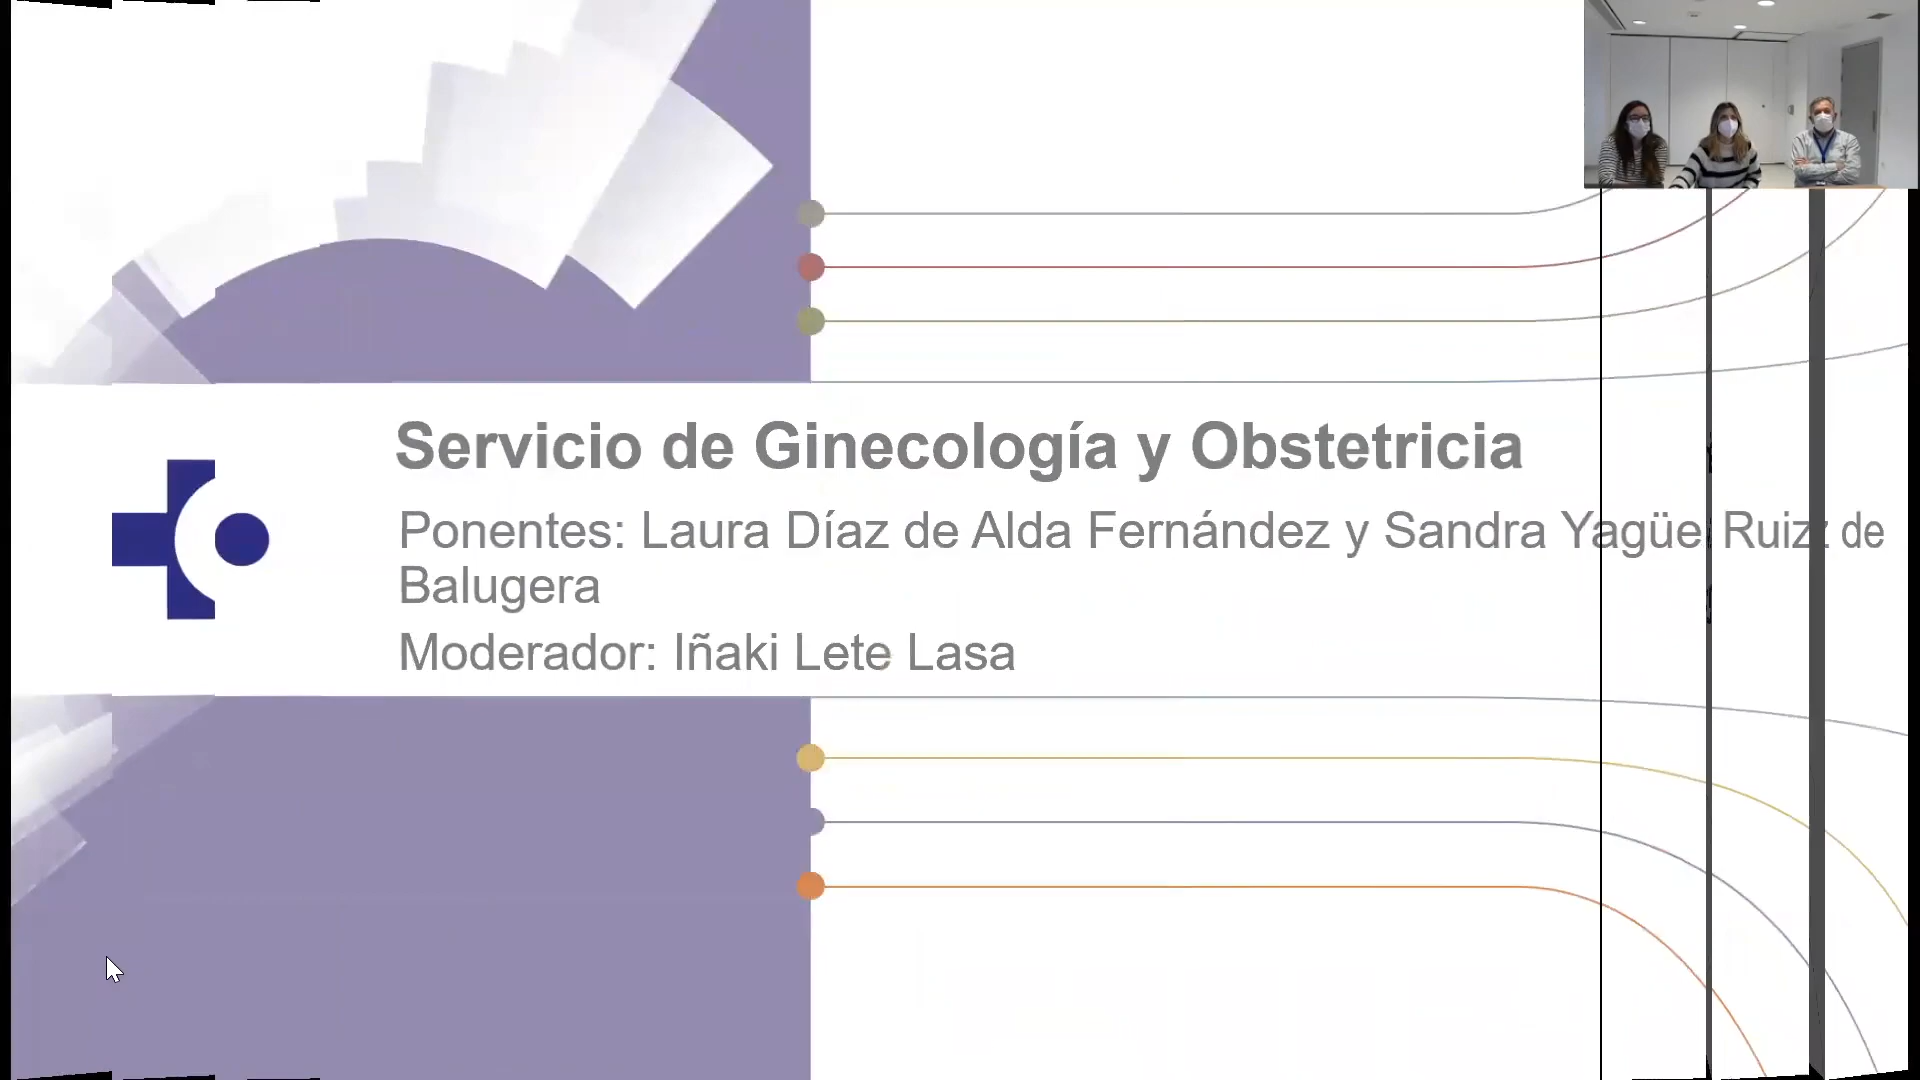 Servicio de Ginecología y Obstetricia
Ponentes: Laura Díaz de Alda Fernández y Sandra Yagüe Ruiz de
Balugera
Moderador: Iñaki Lete Lasa